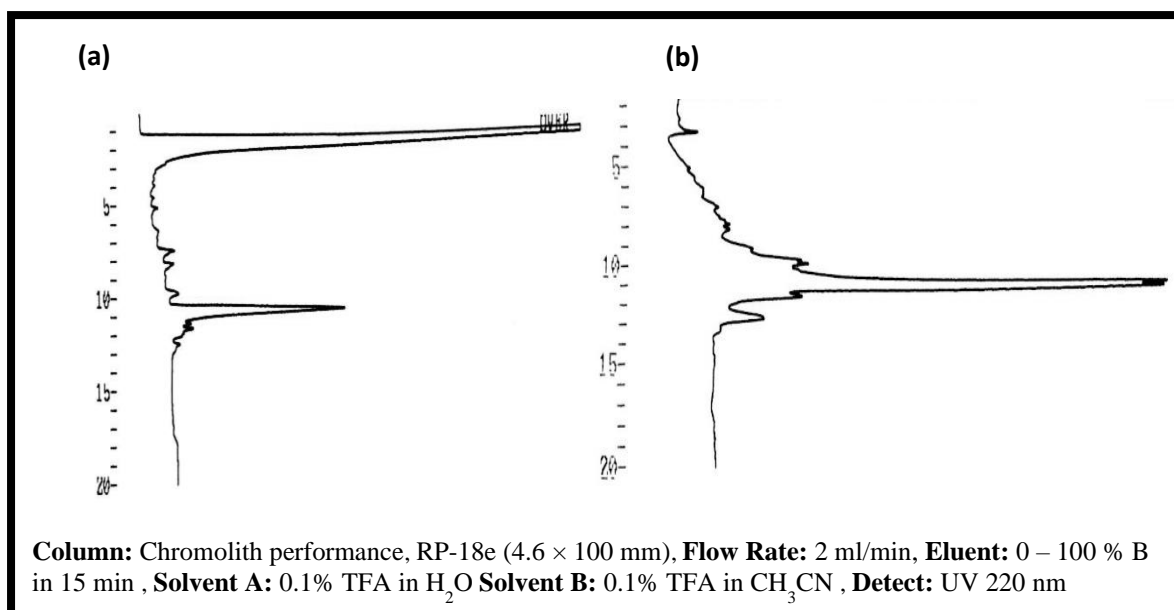 (a)
(b)
OVER
5
10
15
20
5
10
15
20
Column: Chromolith performance, RP-18e (4.6 × 100 mm), Flow Rate: 2 ml/min, Eluent: 0 – 100 % B
in 15 min , Solvent A: 0.1% TFA in H₂O Solvent B: 0.1% TFA in CH₃CN , Detect: UV 220 nm